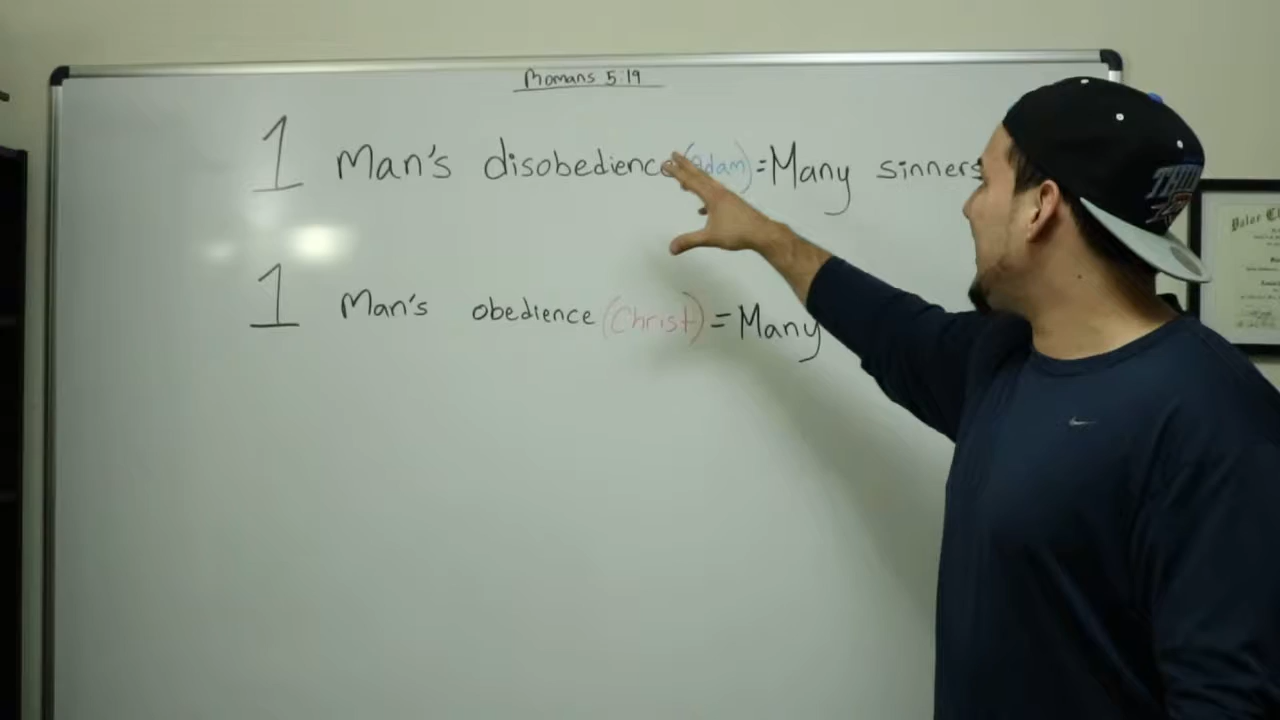 Romans 5:19
1 Man's disobedience (Adam) = Many sinners
1 Man's obedience (Christ) = Many